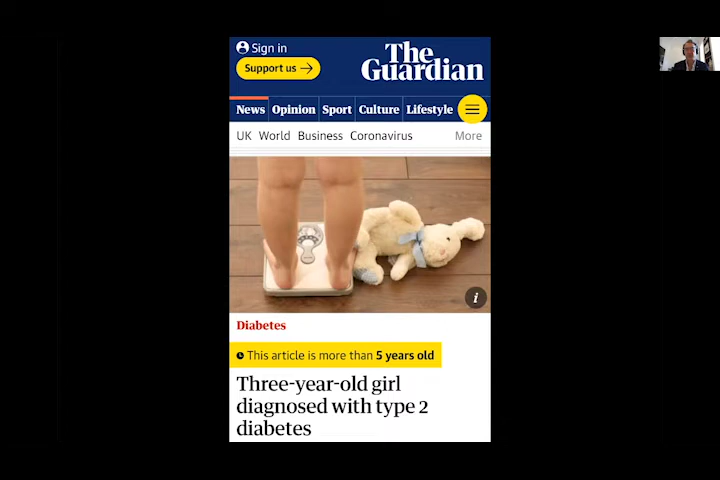 Sign in
Support us →
The
Guardian
News Opinion Sport Culture Lifestyle
UK World Business Coronavirus More
i
Diabetes
This article is more than 5 years old
Three-year-old girl
diagnosed with type 2
diabetes